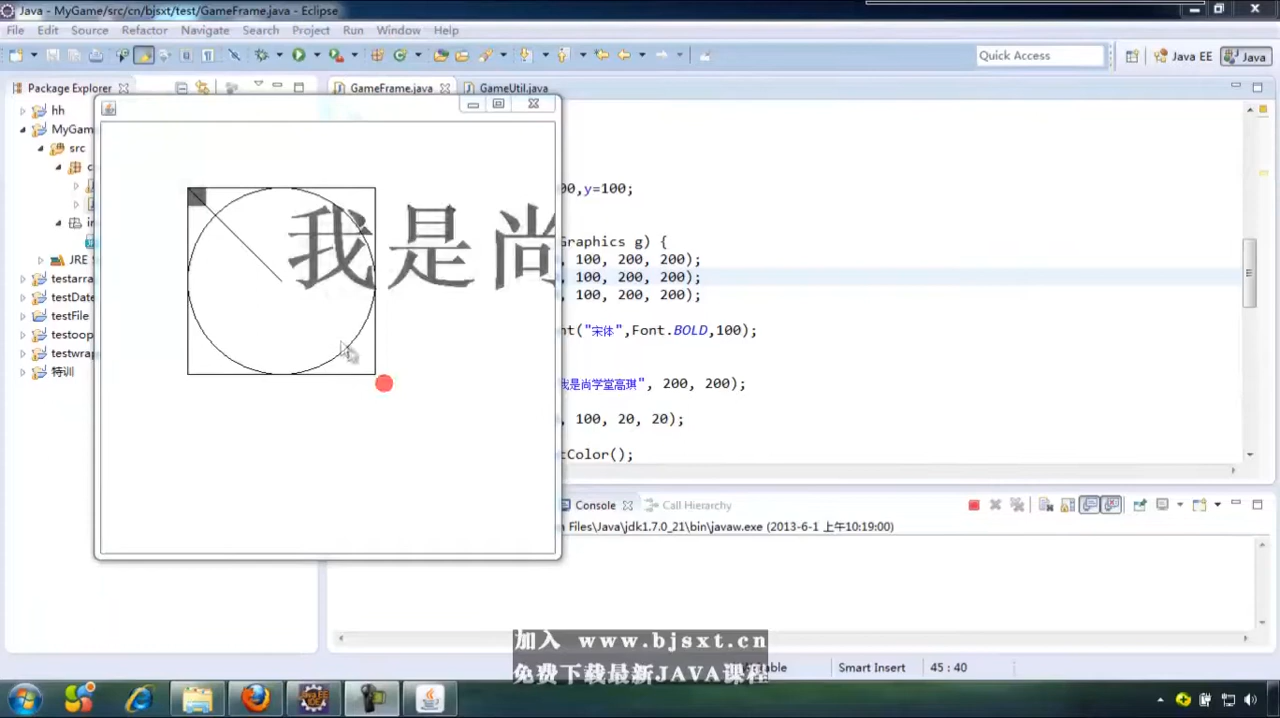 Java - MyGame/src/cn/bjsxt/test/GameFrame.java - Eclipse
File Edit Source Refactor Navigate Search Project Run Window Help
Quick Access
Java EE
Java
Package Explorer
GameFrame.java
GameUtil.java
hh
MyGam
src
JRE S
testarra
testDate
testFile
testoop
testwrap
特训
我是尚
00,y=100;
Graphics g) {
, 100, 200, 200);
, 100, 200, 200);
, 100, 200, 200);
nt("宋体",Font.BOLD,100);
我是尚学堂高琪", 200, 200);
, 100, 20, 20);
tColor();
Console
Call Hierarchy
Files\Java\jdk1.7.0_21\bin\javaw.exe (2013-6-1 上午10:19:00)
加入 www.bjsxt.cn
免费下载最新JAVA课程
Smart Insert
45 : 40